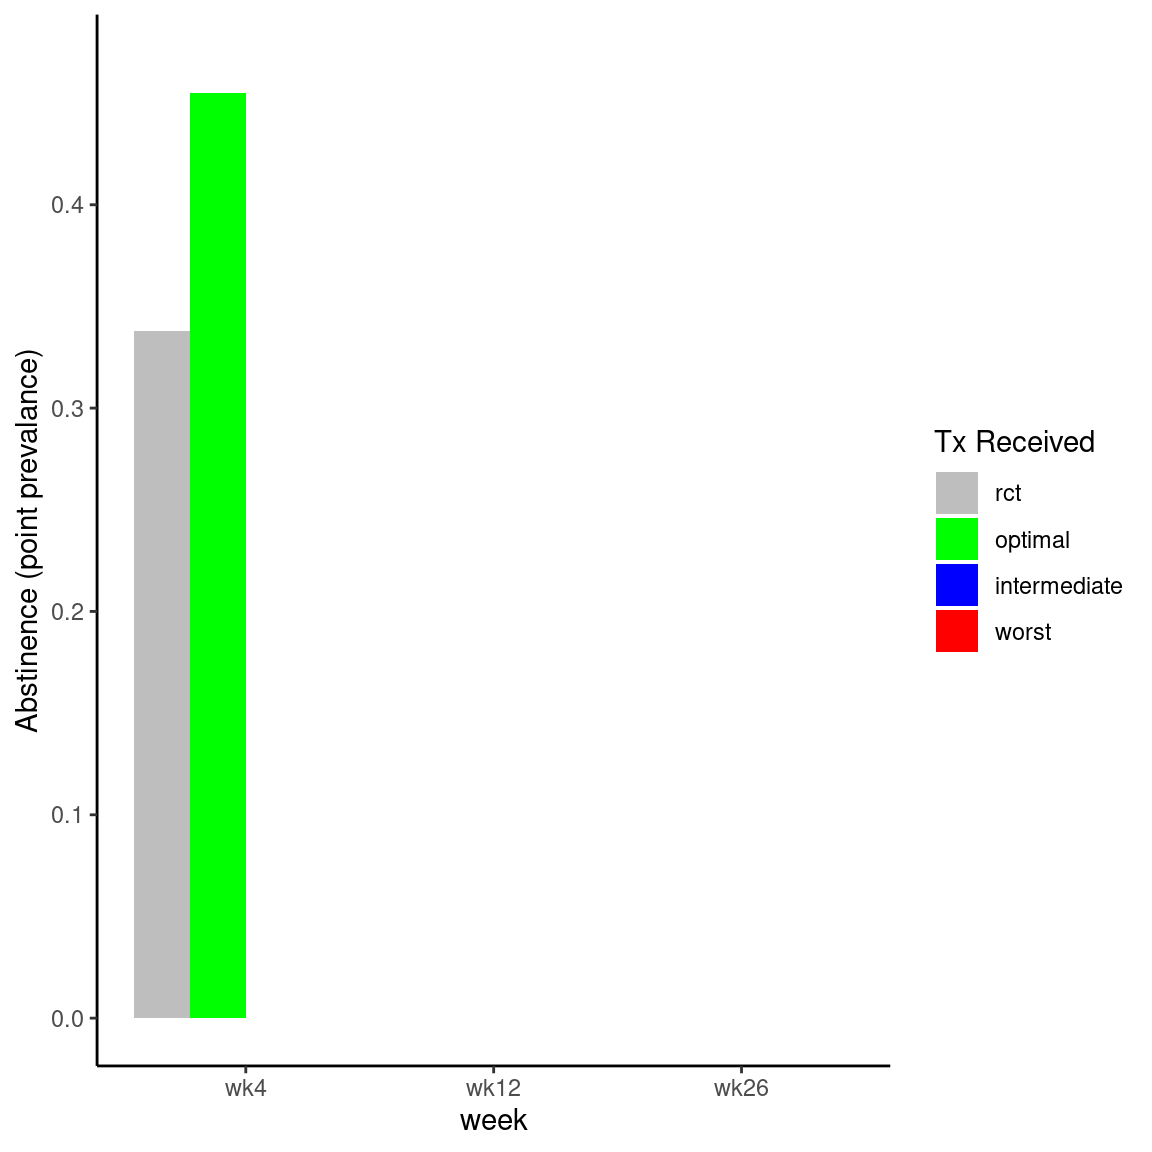 Abstinence (point prevalance)
0.4
0.3
0.2
0.1
0.0
wk4
wk12
wk26
week
Tx Received
rct
optimal
intermediate
worst